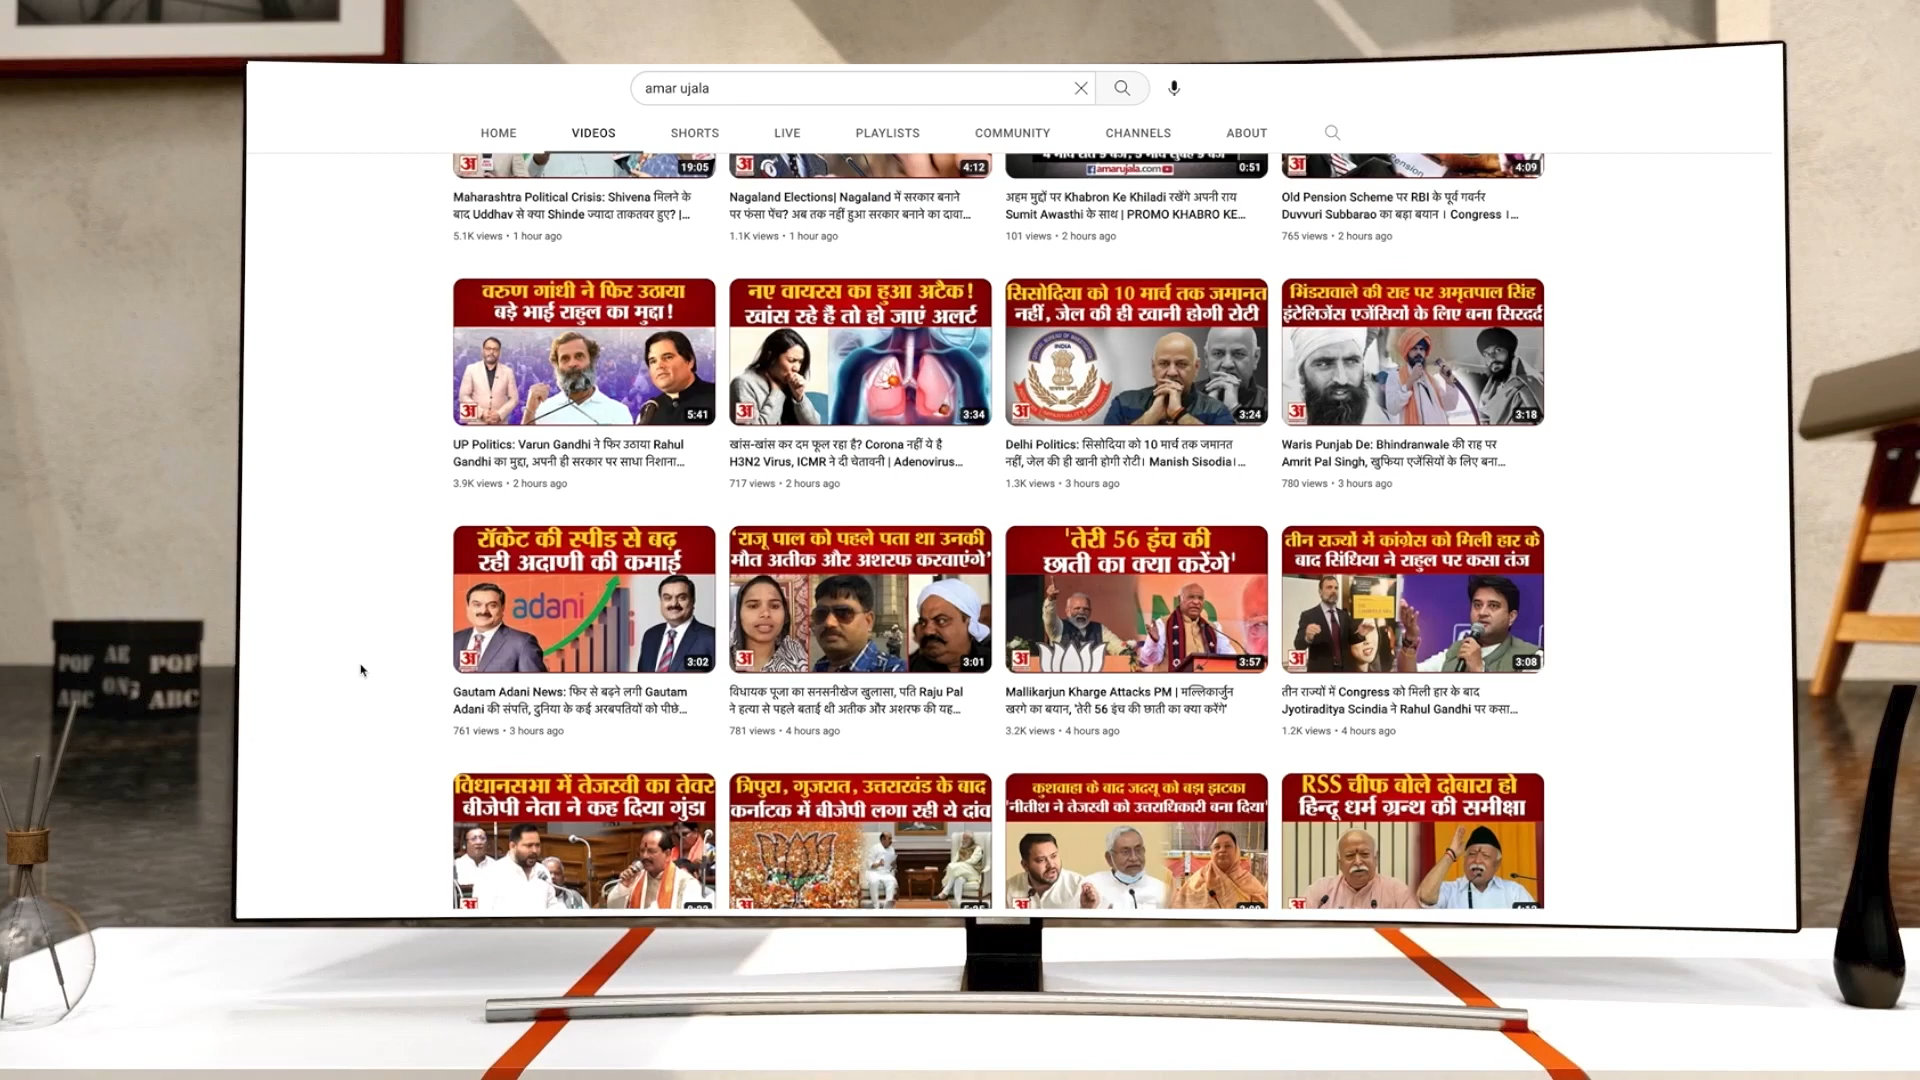 amar ujala
HOME VIDEOS SHORTS LIVE PLAYLISTS COMMUNITY CHANNELS ABOUT
अ 19:05
अ 4:12
amarujala.com 0:51
अ Pension 4:09
Maharashtra Political Crisis: Shivena मिलने के
बाद Uddhav से क्या Shinde ज्यादा ताकतवर हुए? |...
5.1K views • 1 hour ago
Nagaland Elections| Nagaland में सरकार बनाने
पर फंसा पेंच? अब तक नहीं हुआ सरकार बनाने का दावा...
1.1K views • 1 hour ago
अहम मुद्दों पर Khabron Ke Khiladi रखेंगे अपनी राय
Sumit Awasthi के साथ | PROMO KHABRO KE...
101 views • 2 hours ago
Old Pension Scheme पर RBI के पूर्व गवर्नर
Duvvuri Subbarao का बड़ा बयान । Congress ।...
765 views • 2 hours ago
वरुण गांधी ने फिर उठाया
बड़े भाई राहुल का मुद्दा!
अ 5:41
UP Politics: Varun Gandhi ने फिर उठाया Rahul
Gandhi का मुद्दा, अपनी ही सरकार पर साधा निशाना...
3.9K views • 2 hours ago
नए वायरस का हुआ अटैक!
खांस रहे हैं तो हो जाएं अलर्ट
अ 3:34
खांस-खांस कर दम फूल रहा है? Corona नहीं ये है
H3N2 Virus, ICMR ने दी चेतावनी | Adenovirus...
717 views • 2 hours ago
सिसोदिया को 10 मार्च तक जमानत
नहीं, जेल की ही खानी होगी रोटी
INDIA
अ 3:24
Delhi Politics: सिसोदिया को 10 मार्च तक जमानत
नहीं, जेल की ही खानी होगी रोटी। Manish Sisodia।...
1.3K views • 3 hours ago
भिंडरावाले की राह पर अमृतपाल सिंह
इंटेलिजेंस एजेंसियों के लिए बना सिरदर्द
अ 3:18
Waris Punjab De: Bhindranwale की राह पर
Amrit Pal Singh, खुफिया एजेंसियों के लिए बना...
780 views • 3 hours ago
रॉकेट की स्पीड से बढ़
रही अदाणी की कमाई
adani
अ 3:02
Gautam Adani News: फिर से बढ़ने लगी Gautam
Adani की संपत्ति, दुनिया के कई अरबपतियों को पीछे...
761 views • 3 hours ago
'राजू पाल को पहले पता था उनकी
मौत अतीक और अशरफ करवाएंगे'
अ 3:01
विधायक पूजा का सनसनीखेज खुलासा, पति Raju Pal
ने हत्या से पहले बताई थी अतीक और अशरफ की यह...
781 views • 4 hours ago
'तेरी 56 इंच की
छाती का क्या करेंगे'
अ 3:57
Mallikarjun Kharge Attacks PM | मल्लिकार्जुन
खरगे का बयान, 'तेरी 56 इंच की छाती का क्या करेंगे'
3.2K views • 4 hours ago
तीन राज्यों में कांग्रेस को मिली हार के
बाद सिंधिया ने राहुल पर कसा तंज
अ 3:08
तीन राज्यों में Congress को मिली हार के बाद
Jyotiraditya Scindia ने Rahul Gandhi पर कसा...
1.2K views • 4 hours ago
विधानसभा में तेजस्वी का तेवर
बीजेपी नेता ने कह दिया गुंडा
त्रिपुरा, गुजरात, उत्तराखंड के बाद
कर्नाटक में बीजेपी लगा रही ये दांव
कुशवाहा के बाद जदयू को बड़ा झटका
'नीतीश ने तेजस्वी को उत्तराधिकारी बना दिया'
RSS चीफ बोले दोबारा हो
हिन्दू धर्म ग्रन्थ की समीक्षा